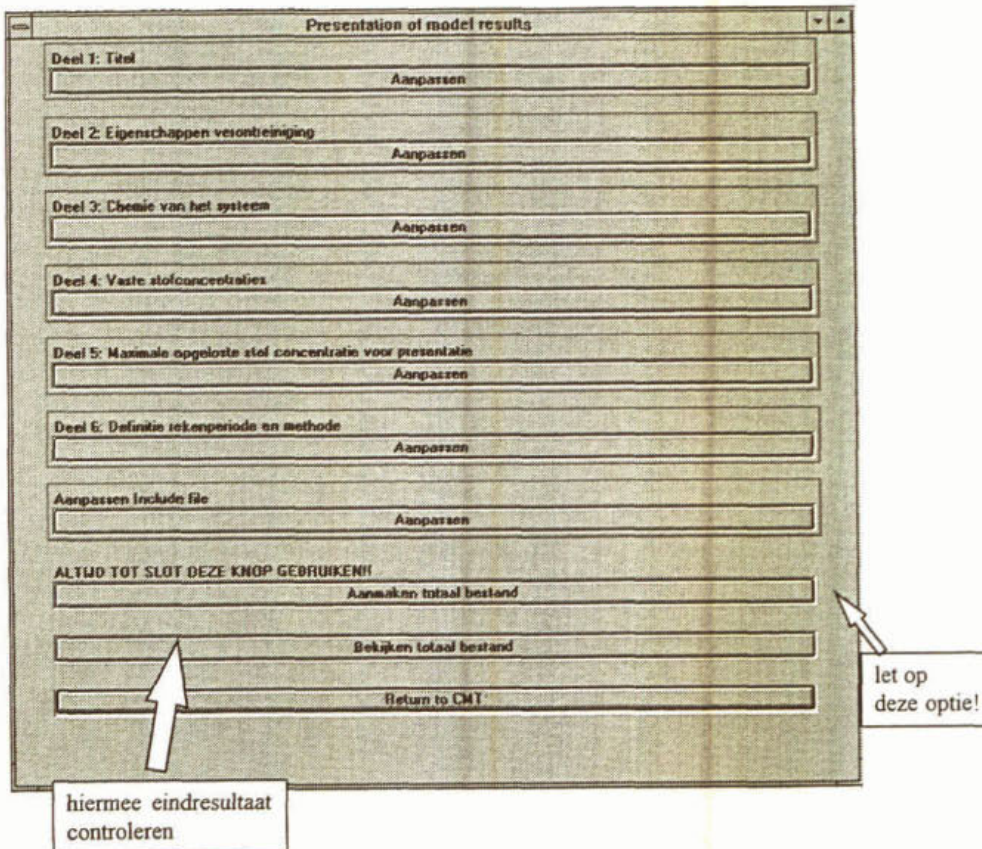 Presentation of model results
Deel 1: Titel
Aanpassen
Deel 2: Eigenschappen verontreiniging
Aanpassen
Deel 3: Chemie van het systeem
Aanpassen
Deel 4: Vaste stofconcentraties
Aanpassen
Deel 5: Maximale opgeloste stof concentratie voor presentatie
Aanpassen
Deel 6: Definitie rekenperiode en methode
Aanpassen
Aanpassen Include file
Aanpassen
ALTIJD TOT SLOT DEZE KNOP GEBRUIKEN!!
Aanmaken totaal bestand
Bekijken totaal bestand
Return to CMT
let op
deze optie!
hiermee eindresultaat
controleren